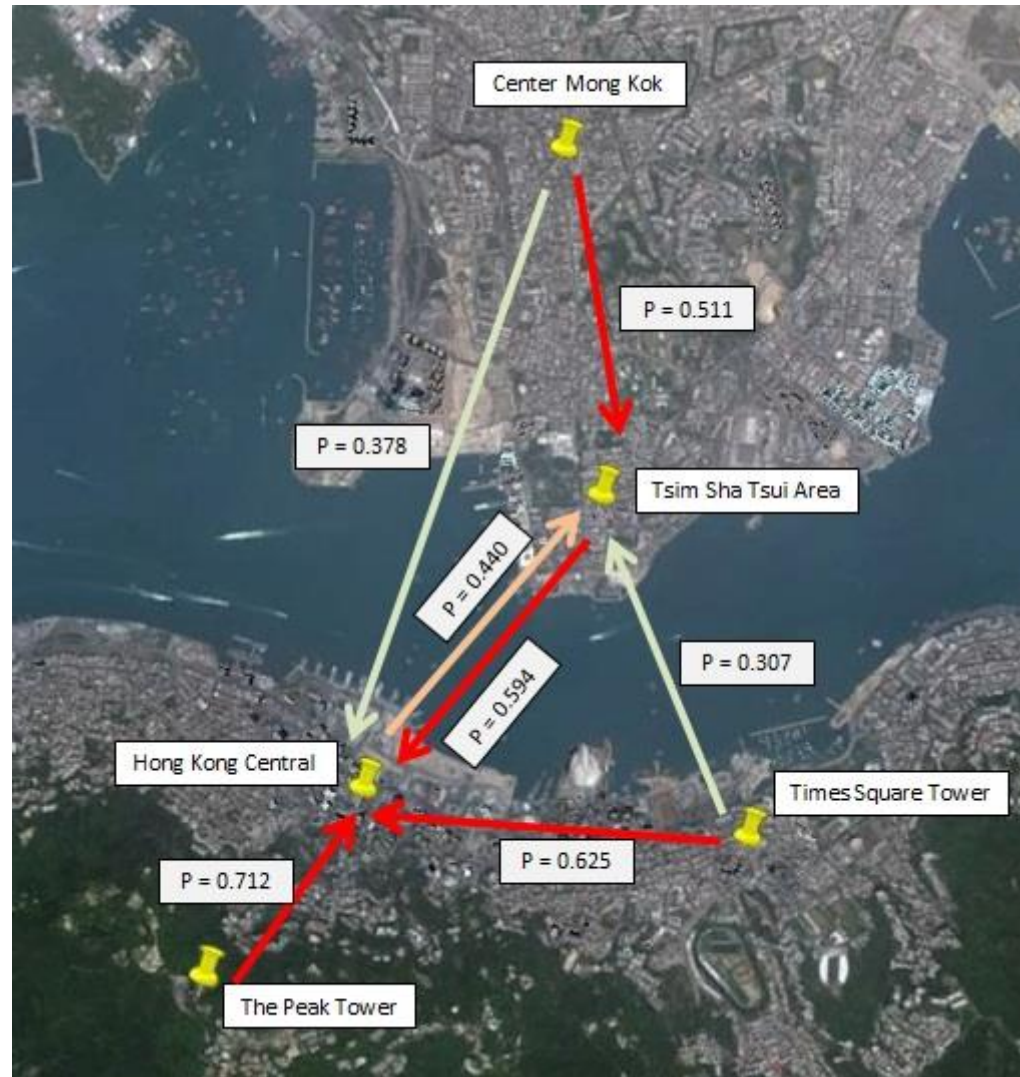 Center Mong Kok
P = 0.511
P = 0.378
Tsim Sha Tsui Area
P = 0.440
P = 0.594
P = 0.307
Hong Kong Central
Times Square Tower
P = 0.625
P = 0.712
The Peak Tower